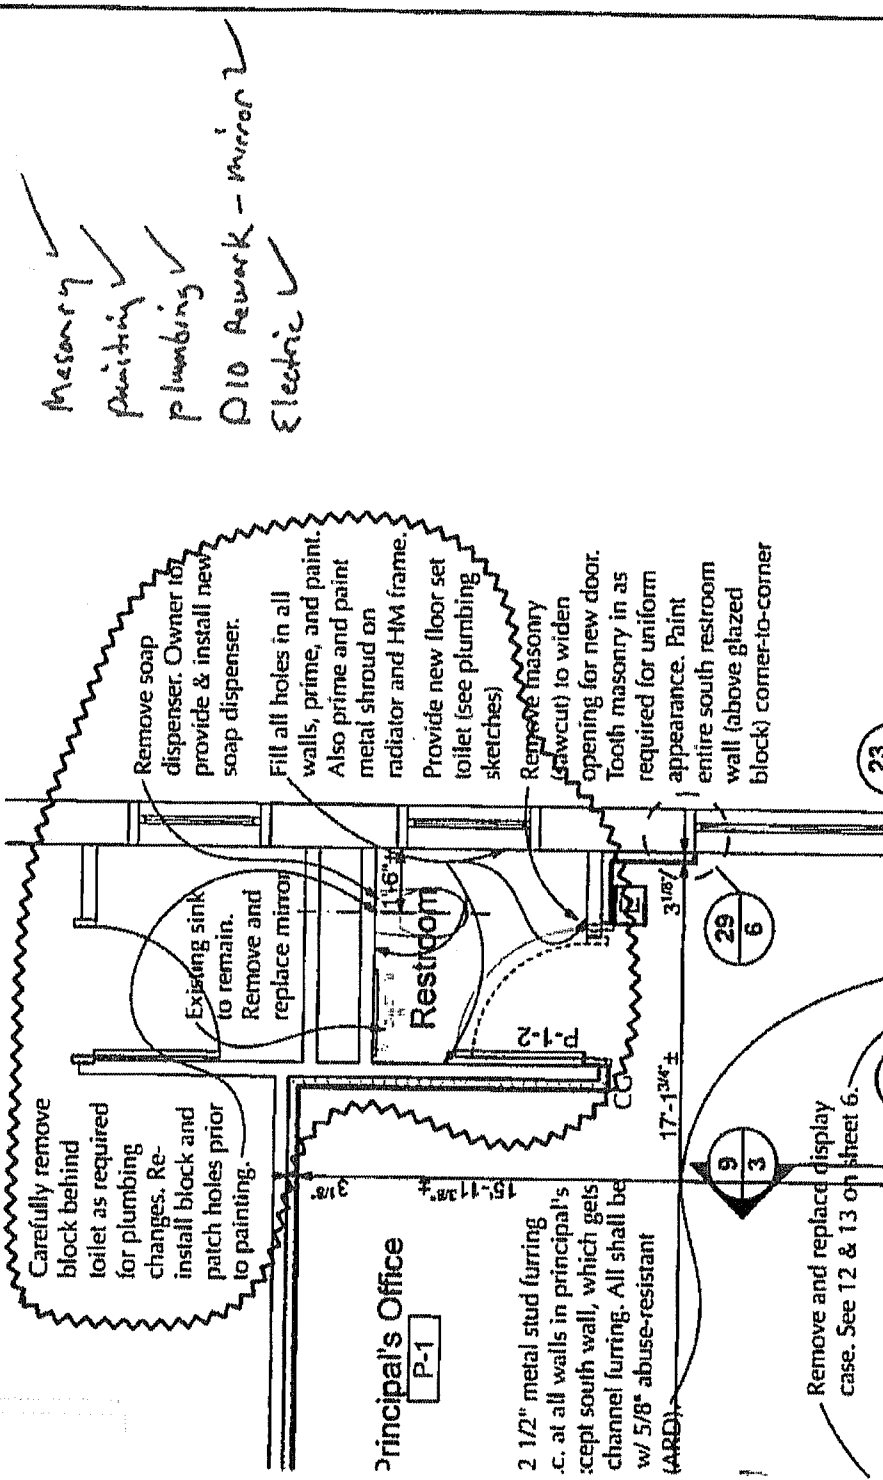 Masonry
painting
plumbing
D10 Rework - mirror
Electric
Carefully remove
block behind
toilet as required
for plumbing
changes. Re-
install block and
patch holes prior
to painting.
Existing sink
to remain.
Remove and
replace mirror
Remove soap
dispenser. Owner to
provide & install new
soap dispenser.
Fill all holes in all
walls, prime, and paint.
Also prime and paint
metal shroud on
radiator and HM frame.
Provide new floor set
toilet (see plumbing
sketches)
Remove masonry
(sawcut) to widen
opening for new door.
Tooth masonry in as
required for uniform
appearance. Paint
entire south restroom
wall (above glazed
block) corner-to-corner
1'-6"±
Restroom
P-1-2
CO
3 1/8"
15'-11 3/8" ±
3 1/8"
17'-1 3/4" ±
29
6
23
9
3
Principal's Office
P-1
2 1/2" metal stud furring
.c. at all walls in principal's
xcept south wall, which gets
channel furring. All shall be
w/ 5/8" abuse-resistant
(ARD).
Remove and replace display
case. See 12 & 13 on sheet 6.